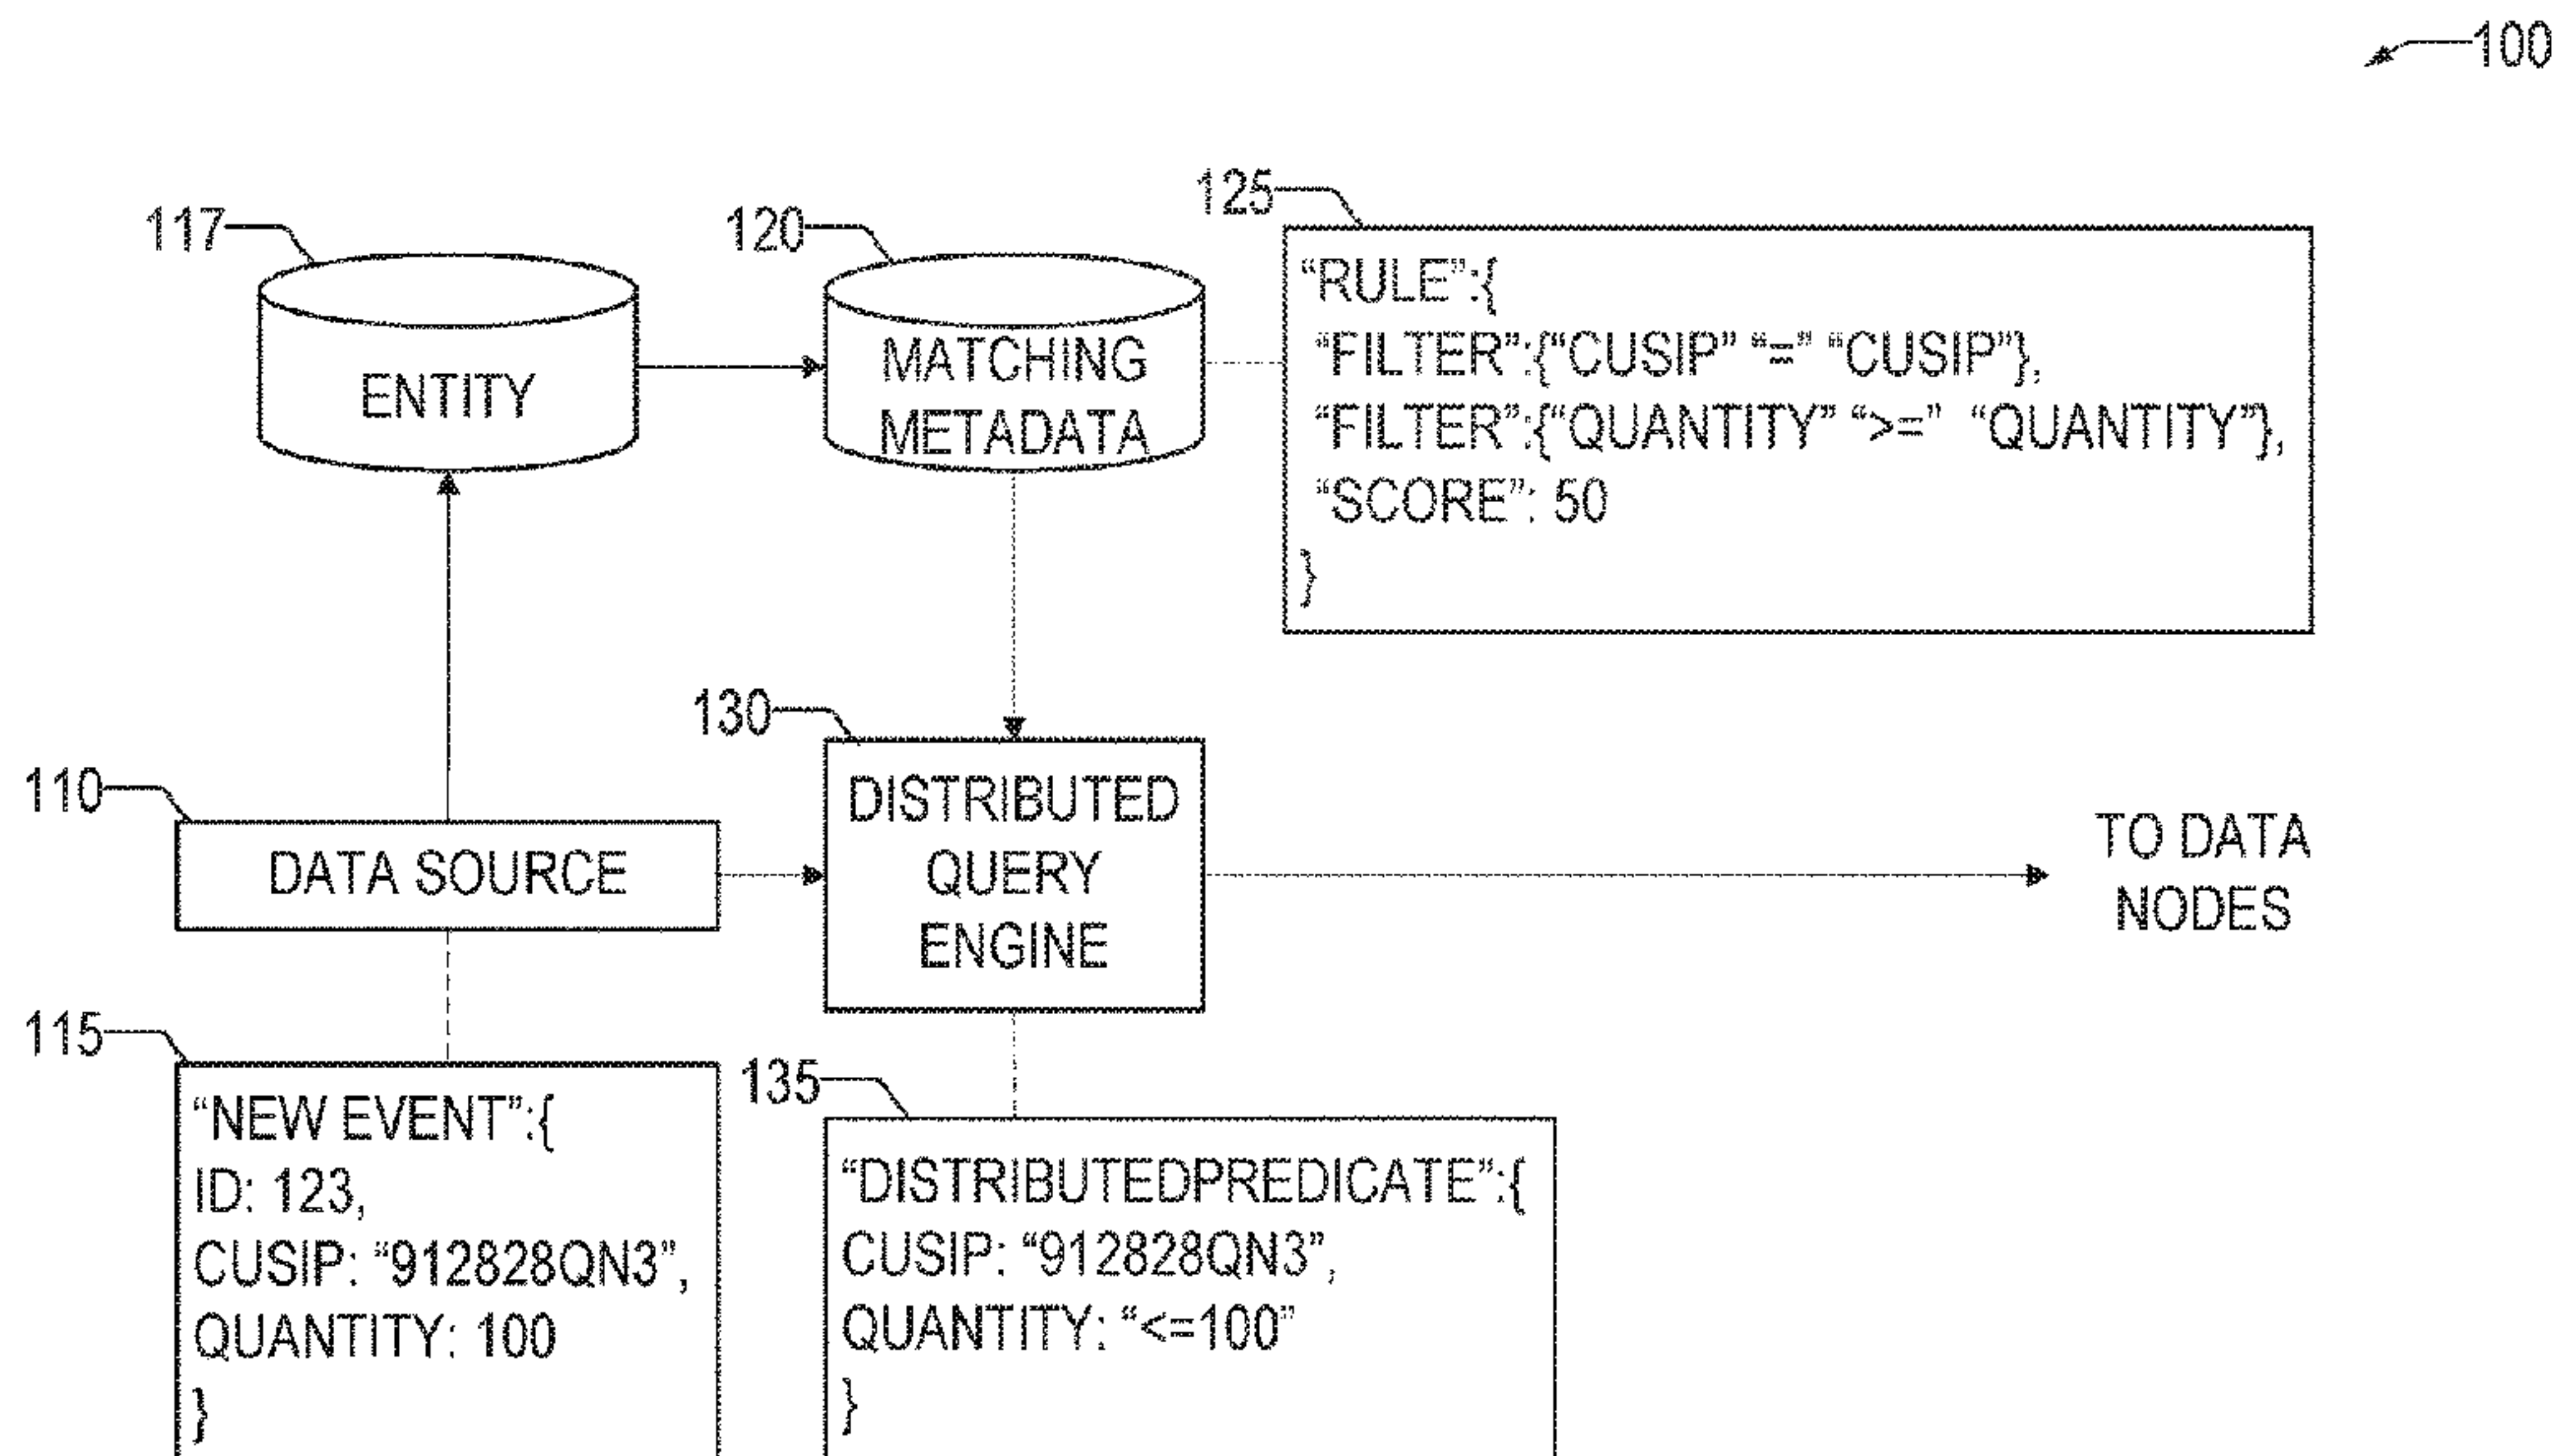 100
117
120
125
ENTITY
MATCHING
METADATA
“RULE”:{
“FILTER”:{“CUSIP” “=” “CUSIP”},
“FILTER”:{“QUANTITY” “>=” “QUANTITY”},
“SCORE”: 50
}
130
110
DATA SOURCE
DISTRIBUTED
QUERY
ENGINE
TO DATA
NODES
115
“NEW EVENT”:{
ID: 123,
CUSIP: “912828QN3”,
QUANTITY: 100
}
135
“DISTRIBUTEDPREDICATE”:{
CUSIP: “912828QN3”,
QUANTITY: “<=100”
}